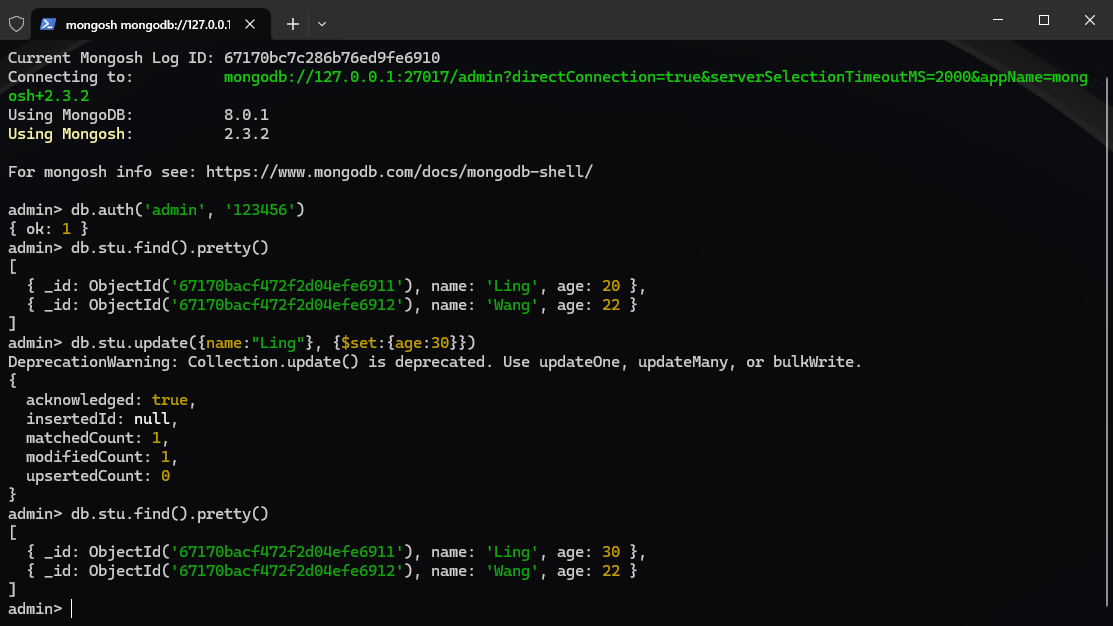 mongosh mongodb://127.0.0.1
Current Mongosh Log ID: 67170bc7c286b76ed9fe6910
Connecting to:          mongodb://127.0.0.1:27017/admin?directConnection=true&serverSelectionTimeoutMS=2000&appName=mong
osh+2.3.2
Using MongoDB:          8.0.1
Using Mongosh:          2.3.2
For mongosh info see: https://www.mongodb.com/docs/mongodb-shell/
admin> db.auth('admin', '123456')
{ ok: 1 }
admin> db.stu.find().pretty()
[
  { _id: ObjectId('67170bacf472f2d04efe6911'), name: 'Ling', age: 20 },
  { _id: ObjectId('67170bacf472f2d04efe6912'), name: 'Wang', age: 22 }
]
admin> db.stu.update({name:"Ling"}, {$set:{age:30}})
DeprecationWarning: Collection.update() is deprecated. Use updateOne, updateMany, or bulkWrite.
{
  acknowledged: true,
  insertedId: null,
  matchedCount: 1,
  modifiedCount: 1,
  upsertedCount: 0
}
admin> db.stu.find().pretty()
[
  { _id: ObjectId('67170bacf472f2d04efe6911'), name: 'Ling', age: 30 },
  { _id: ObjectId('67170bacf472f2d04efe6912'), name: 'Wang', age: 22 }
]
admin>